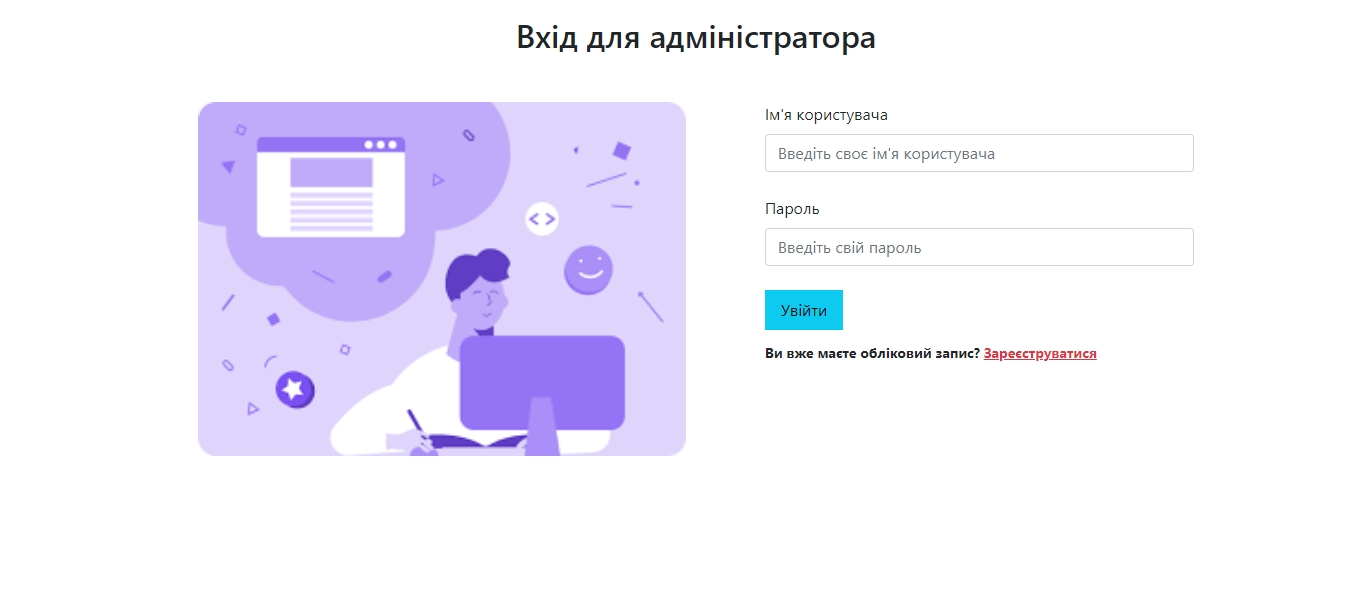 Вхід для адміністратора
Ім'я користувача
Введіть своє ім'я користувача
Пароль
Введіть свій пароль
Увійти
Ви вже маєте обліковий запис? Зареєструватися